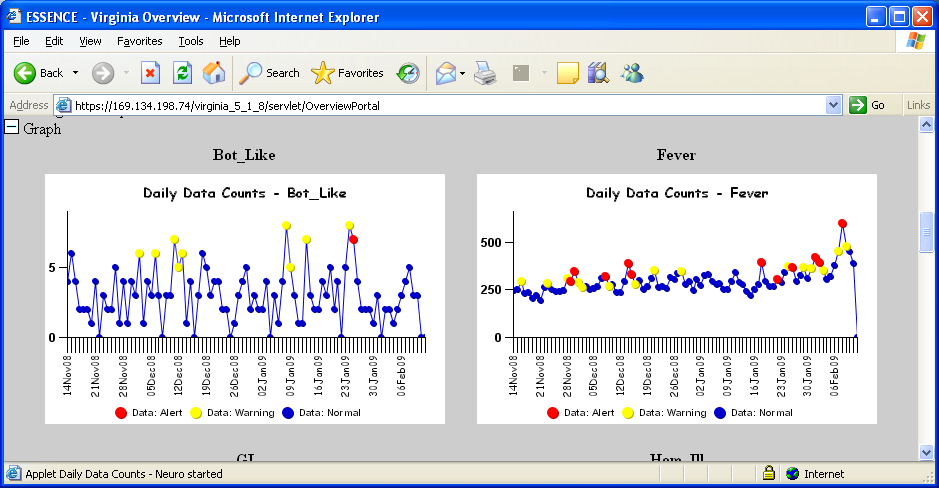 ESSENCE - Virginia Overview - Microsoft Internet Explorer
File Edit View Favorites Tools Help
Back Search Favorites
Address https://169.134.198.74/virginia_5_1_8/servlet/OverviewPortal Go Links
Graph
Bot_Like Fever
Daily Data Counts - Bot_Like
5
0
14Nov08 21Nov08 28Nov08 05Dec08 12Dec08 19Dec08 26Dec08 02Jan09 09Jan09 16Jan09 23Jan09 30Jan09 06Feb09
Data: Alert Data: Warning Data: Normal
Daily Data Counts - Fever
500
250
0
14Nov08 21Nov08 28Nov08 05Dec08 12Dec08 19Dec08 26Dec08 02Jan09 09Jan09 16Jan09 23Jan09 30Jan09 06Feb09
Data: Alert Data: Warning Data: Normal
GI Hem_Ill
Applet Daily Data Counts - Neuro started Internet